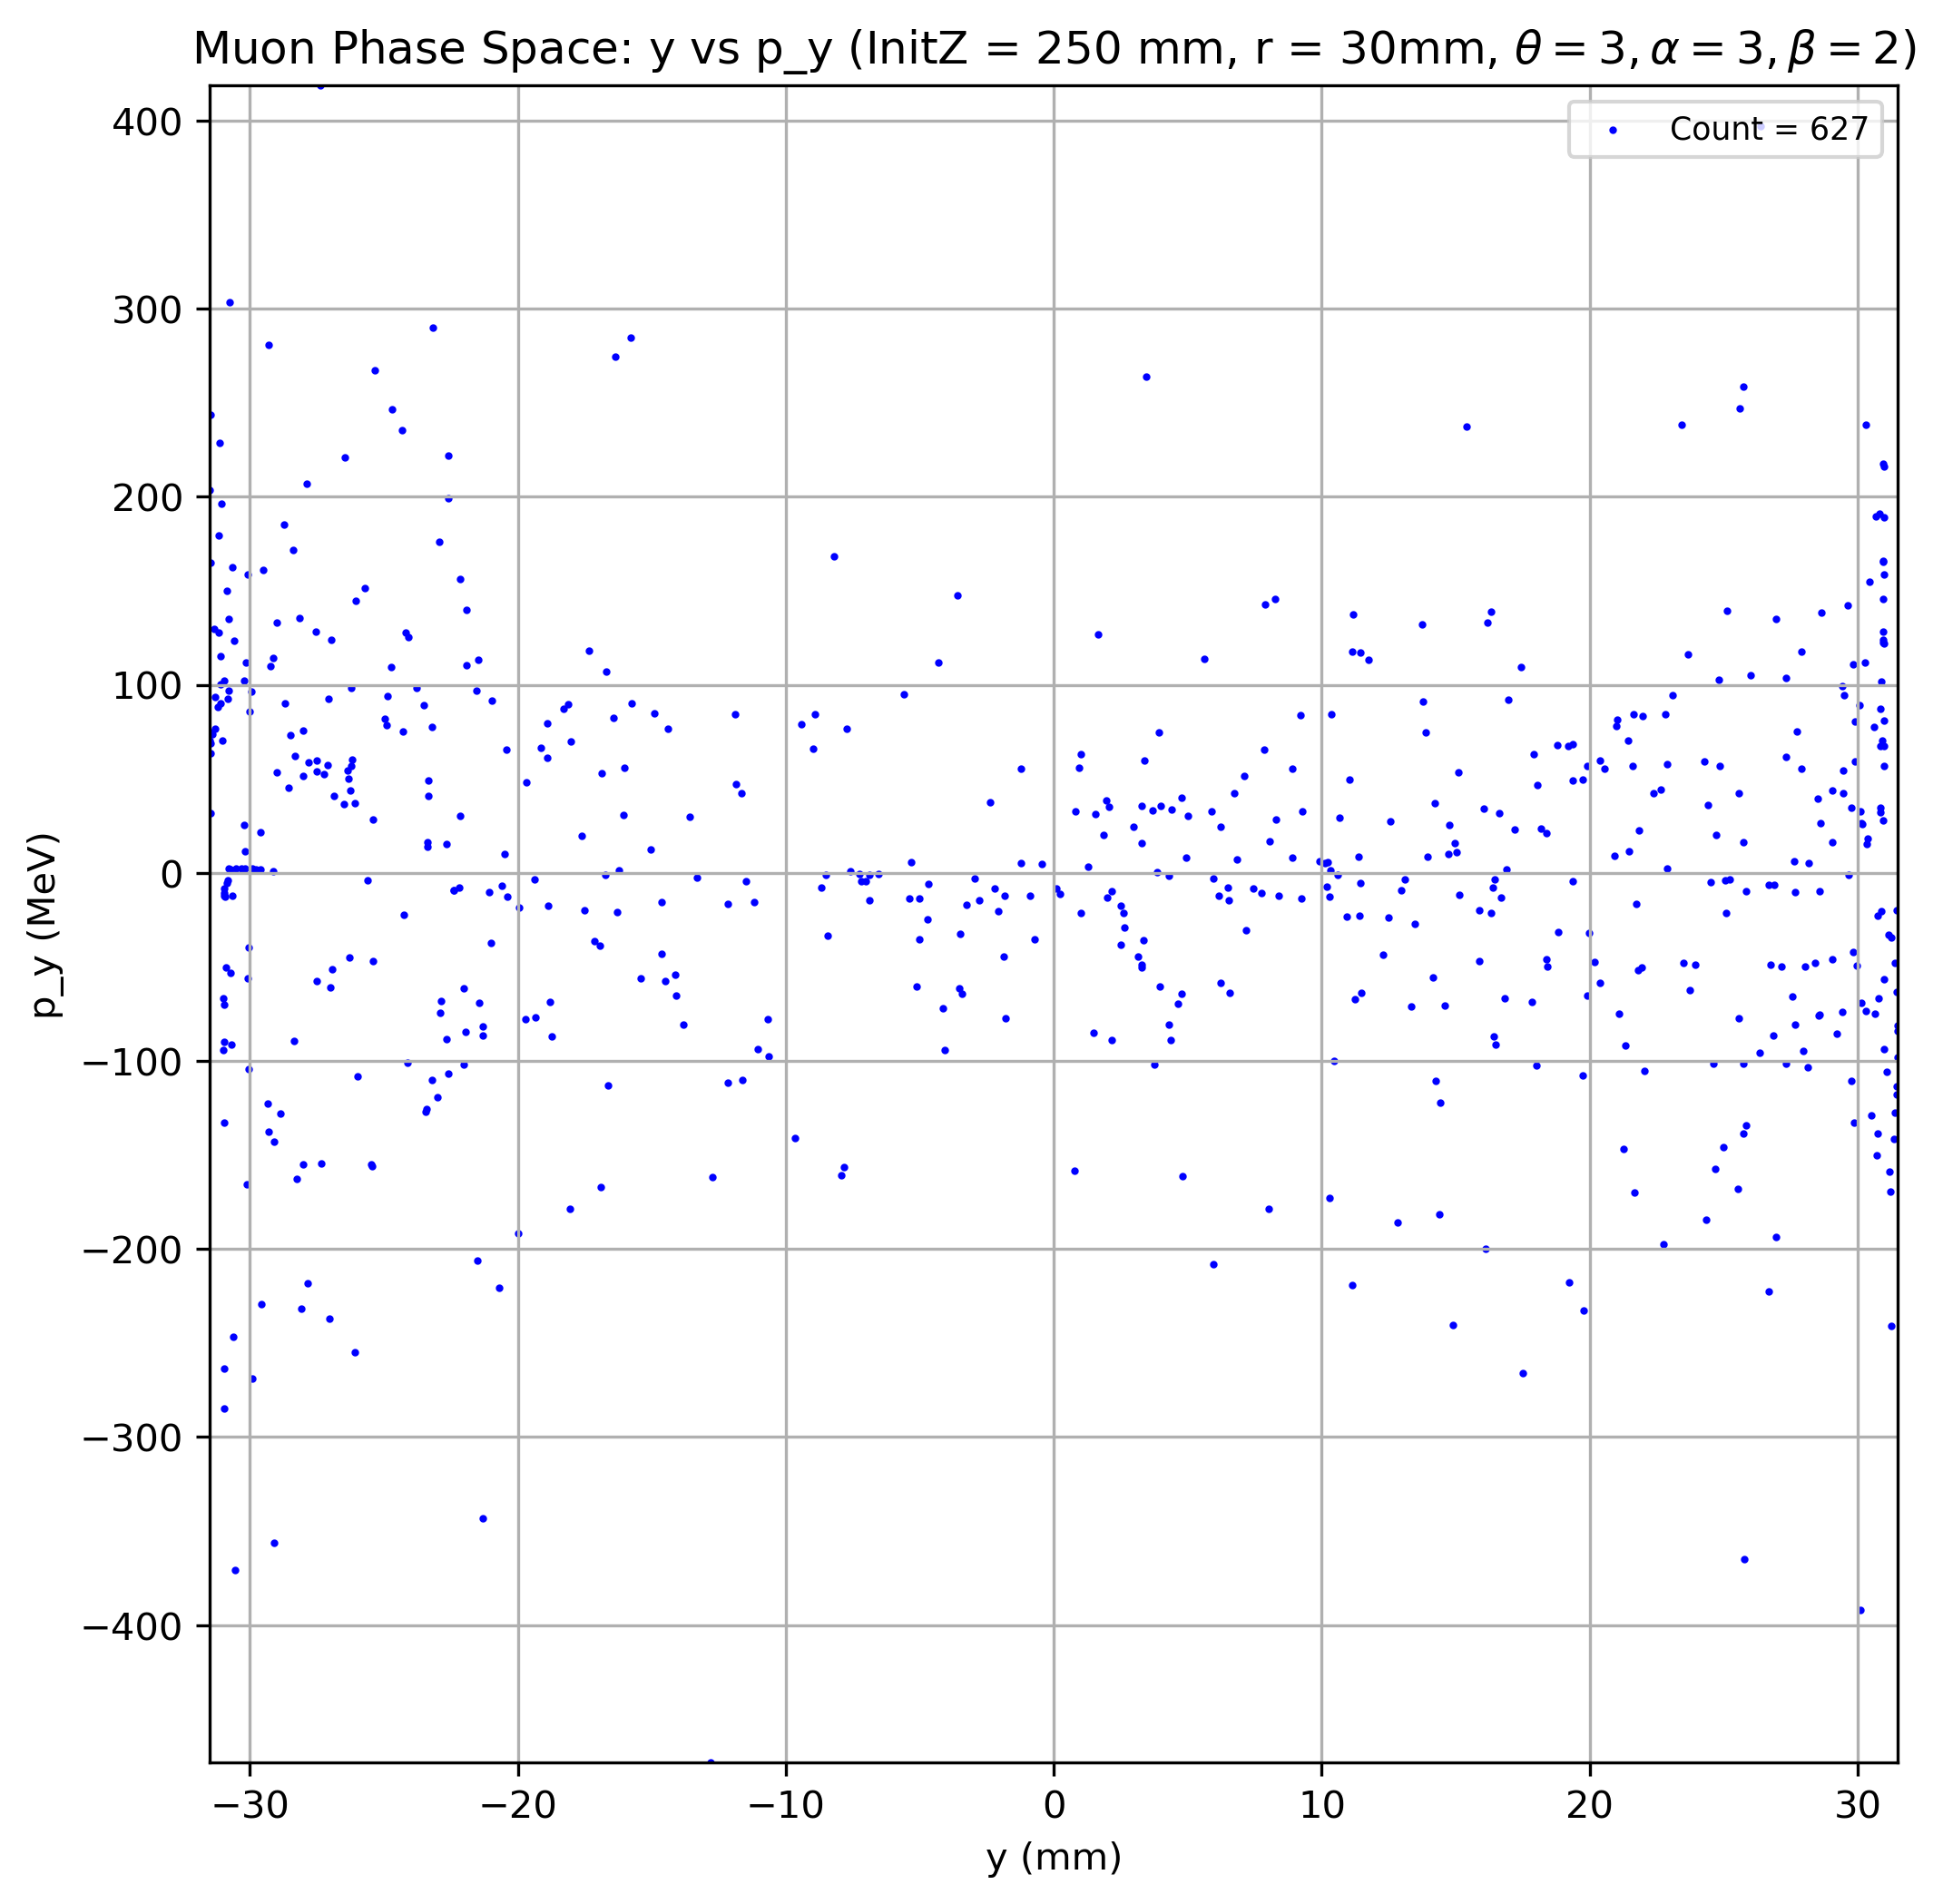 Muon Phase Space: y vs p_y (InitZ = 250 mm, r = 30mm, θ = 3, α = 3, β = 2)
Count = 627
400
300
200
100
0
−100
−200
−300
−400
p_y (MeV)
−30 −20 −10 0 10 20 30
y (mm)